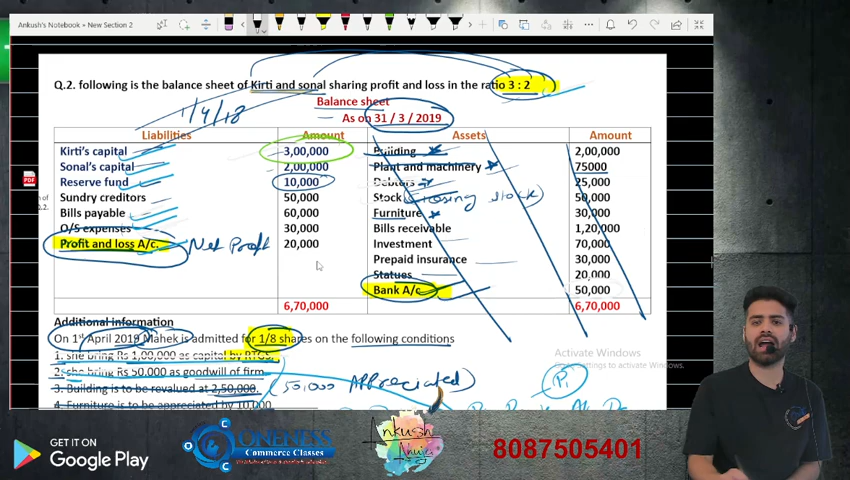 Ankush's Notebook » New Section 2
Q.2. following is the balance sheet of Kirti and sonal sharing profit and loss in the ratio 3 : 2
Balance sheet
1/4/18
As on 31 / 3 / 2019
Liabilities Amount Assets Amount
Kirti's capital 3,00,000 Building 2,00,000
Sonal's capital 2,00,000 Plant and machinery 75000
Reserve fund 10,000 Debtors 25,000
Sundry creditors 50,000 Stock (closing stock) 50,000
Bills payable 60,000 Furniture 30,000
O/S expenses 30,000 Bills receivable 1,20,000
Profit and loss A/c. Net Profit 20,000 Investment 70,000
Prepaid insurance 30,000
Statues 20,000
Bank A/c 50,000
6,70,000 6,70,000
Additional information
On 1st April 2019 Mahek is admitted for 1/8 shares on the following conditions
1. she bring Rs 1,00,000 as capital by RTGS.
2. she bring Rs 50,000 as goodwill of firm
3. Building is to be revalued at 2,50,000. (50,000 Appreciated)
4. Furniture is to be appreciated by 10,000
Activate Windows
Go to Settings to activate Windows.
PDF
GET IT ON
Google Play
ONENESS
Commerce Classes
Ankush
Ahuja
8087505401